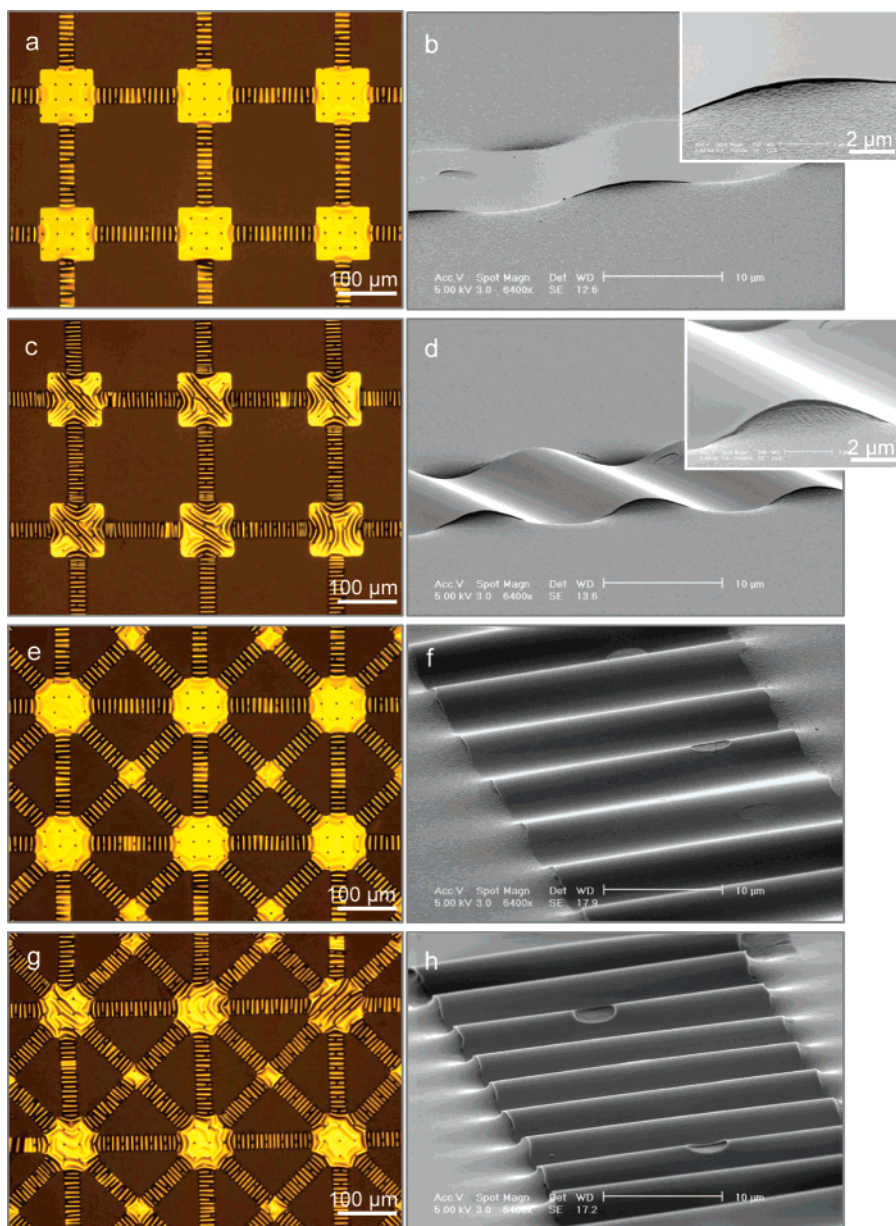 a
100 µm
b
2 µm
Acc.V Spot Magn Det WD
5.00 kV 3.0 6400x SE 12.6
10 µm
c
100 µm
d
2 µm
Acc.V Spot Magn Det WD
5.00 kV 3.0 6400x SE 13.6
10 µm
e
100 µm
f
Acc.V Spot Magn Det WD
5.00 kV 3.0 6400x SE 17.9
10 µm
g
100 µm
h
Acc.V Spot Magn Det WD
5.00 kV 3.0 6400x SE 17.2
10 µm